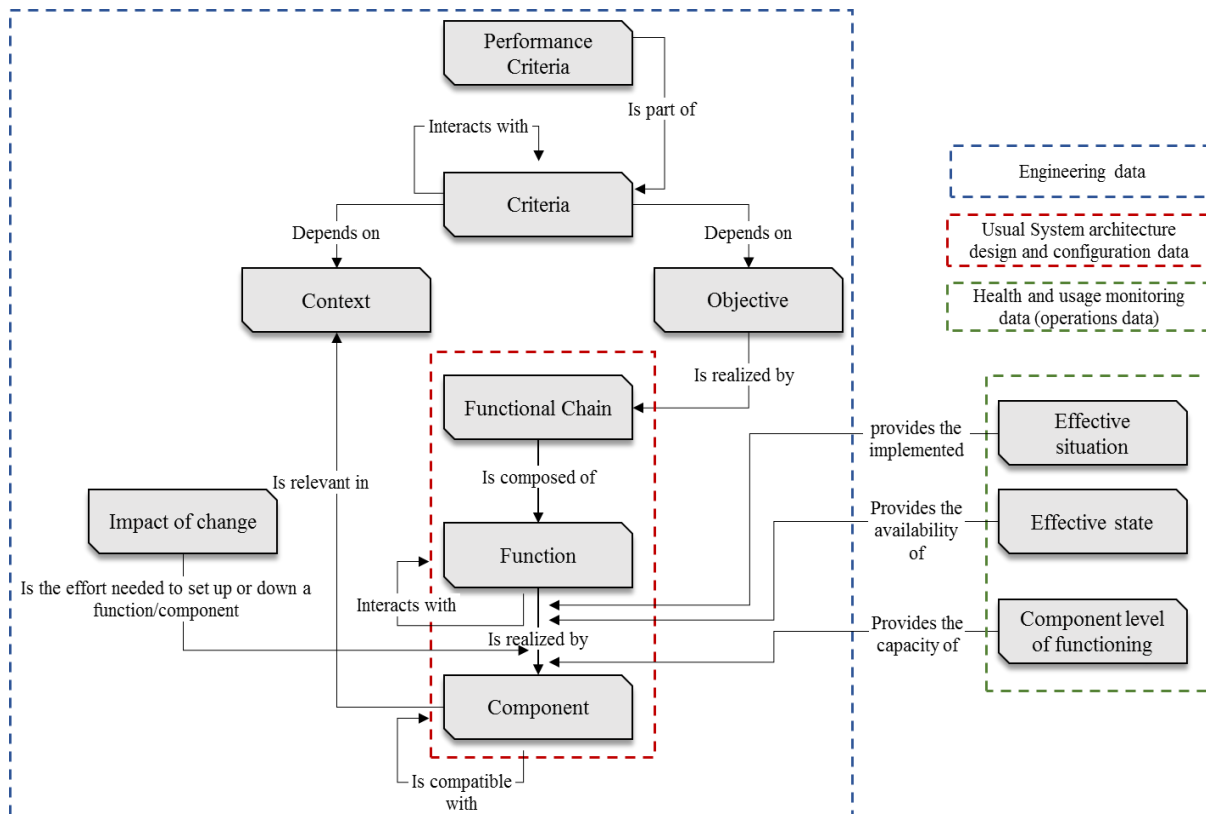 Performance
Criteria
Is part of
Interacts with
Criteria
Depends on
Depends on
Context
Objective
Is realized by
Functional Chain
Is composed of
Is relevant in
Impact of change
Function
Is the effort needed to set up or down a
function/component
Interacts with
Is realized by
Component
Is compatible
with
Engineering data
Usual System architecture
design and configuration data
Health and usage monitoring
data (operations data)
provides the
implemented
Effective
situation
Provides the
availability
of
Effective state
Provides the
capacity of
Component level
of functioning